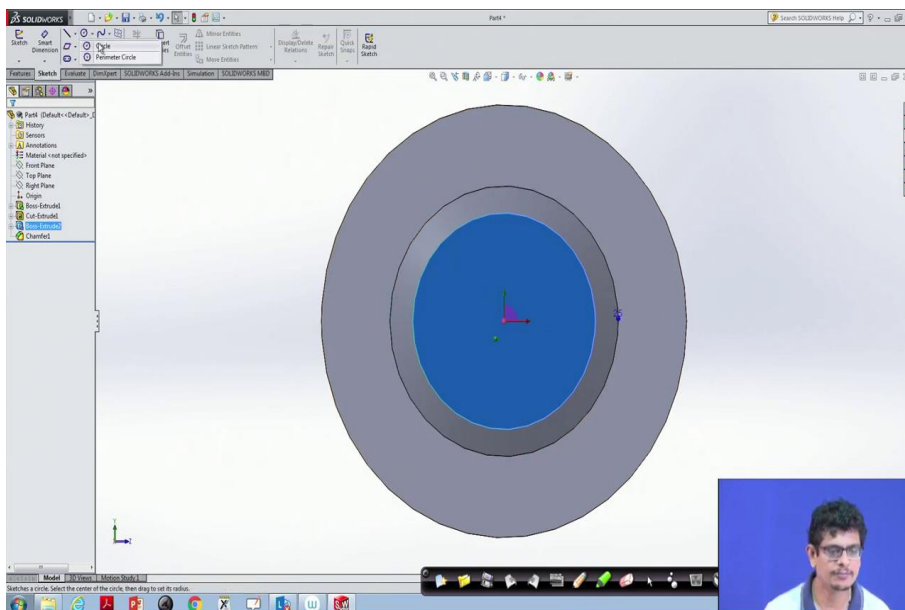 SOLIDWORKS
Part4 *
Search SOLIDWORKS Help
Sketch
Smart Dimension
Circle
Perimeter Circle
Offset Entities
Mirror Entities
Linear Sketch Pattern
Move Entities
Display/Delete Relations
Repair Sketch
Quick Snaps
Rapid Sketch
Features
Sketch
Evaluate
DimXpert
SOLIDWORKS Add-Ins
Simulation
SOLIDWORKS MBD
Part4 (Default<<Default>_D
History
Sensors
Annotations
Material <not specified>
Front Plane
Top Plane
Right Plane
Origin
Boss-Extrude1
Cut-Extrude1
Boss-Extrude2
Chamfer1
Y
Z
Model
3D Views
Motion Study 1
Sketches a circle. Select the center of the circle, then drag to set its radius.